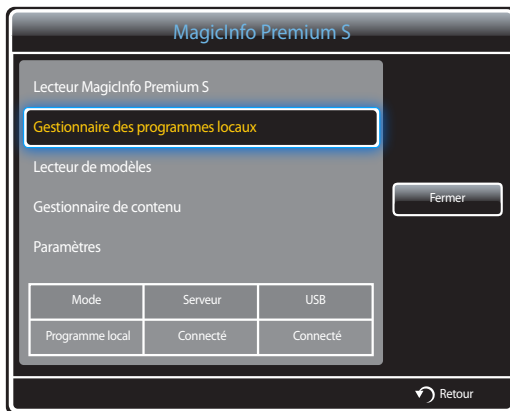 MagicInfo Premium S
Lecteur MagicInfo Premium S
Gestionnaire des programmes locaux
Lecteur de modèles
Gestionnaire de contenu
Paramètres
Fermer
Mode Serveur USB
Programme local Connecté Connecté
Retour